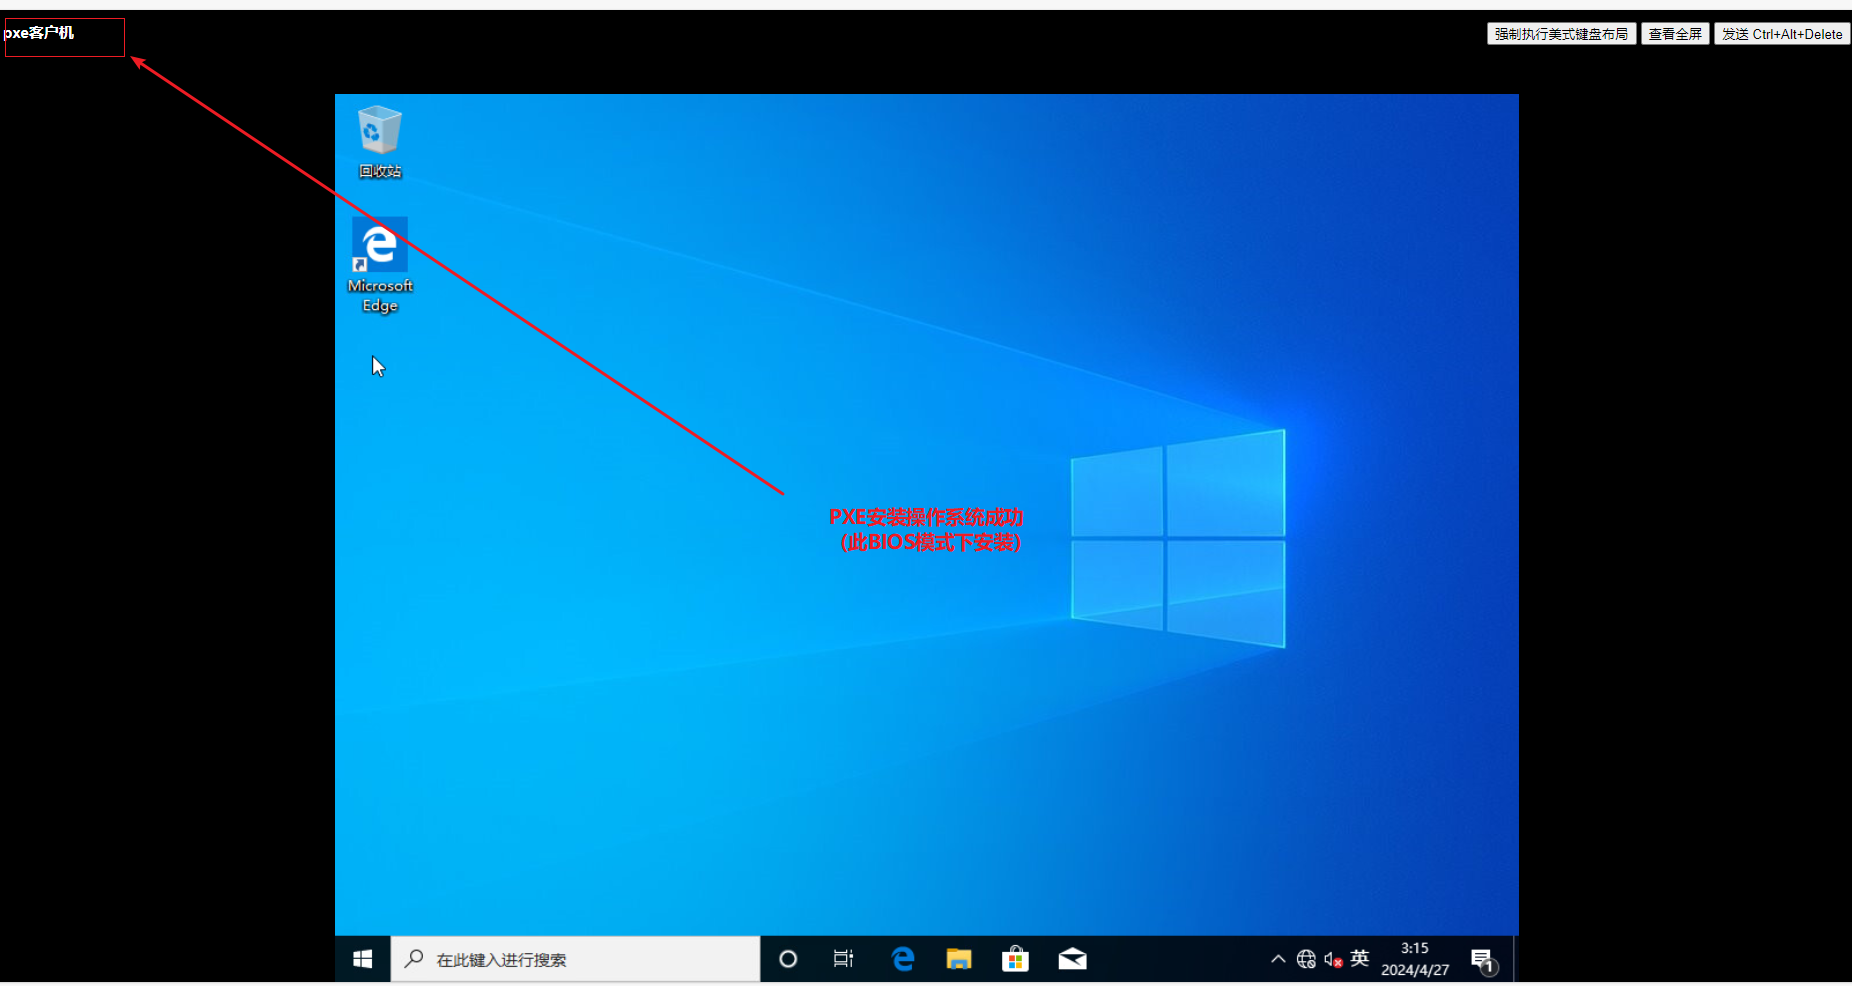 pxe客户机
强制执行美式键盘布局 查看全屏 发送 Ctrl+Alt+Delete
回收站
Microsoft
Edge
PXE安装操作系统成功
（此BIOS模式下安装）
在此键入进行搜索
英
3:15
2024/4/27
1